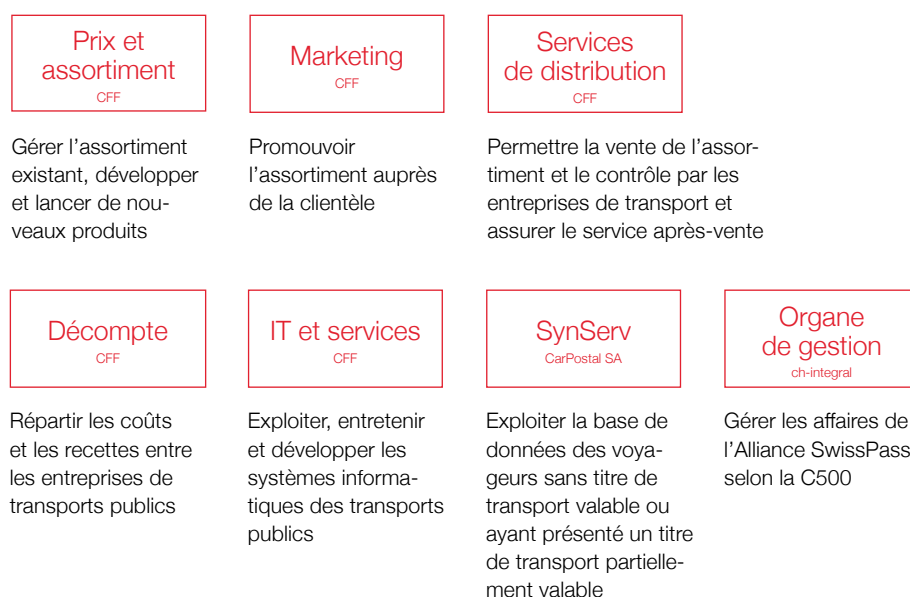 Prix et
assortiment
CFF
Gérer l’assortiment
existant, développer
et lancer de nou-
veaux produits
Marketing
CFF
Promouvoir
l’assortiment auprès
de la clientèle
Services
de distribution
CFF
Permettre la vente de l’assor-
timent et le contrôle par les
entreprises de transport et
assurer le service après-vente
Décompte
CFF
Répartir les coûts
et les recettes entre
les entreprises de
transports publics
IT et services
CFF
Exploiter, entretenir
et développer les
systèmes informa-
tiques des transports
publics
SynServ
CarPostal SA
Exploiter la base de
données des voya-
geurs sans titre de
transport valable ou
ayant présenté un titre
de transport partielle-
ment valable
Organe
de gestion
ch-integral
Gérer les affaires de
l’Alliance SwissPass
selon la C500